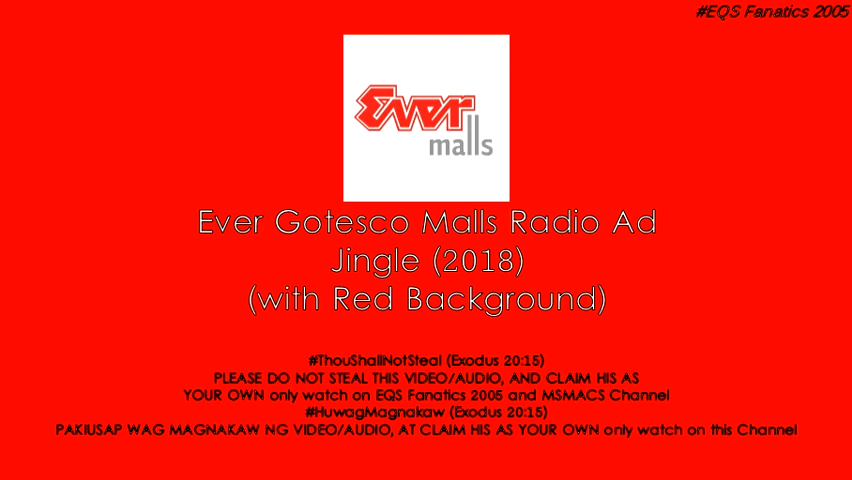 #EQS Fanatics 2005
Ever
malls
Ever Gotesco Malls Radio Ad
Jingle (2018)
(with Red Background)
#ThouShallNotSteal (Exodus 20:15)
PLEASE DO NOT STEAL THIS VIDEO/AUDIO, AND CLAIM HIS AS
YOUR OWN only watch on EQS Fanatics 2005 and MSMACS Channel
#HuwagMagnakaw (Exodus 20:15)
PAKIUSAP WAG MAGNAKAW NG VIDEO/AUDIO, AT CLAIM HIS AS YOUR OWN only watch on this Channel